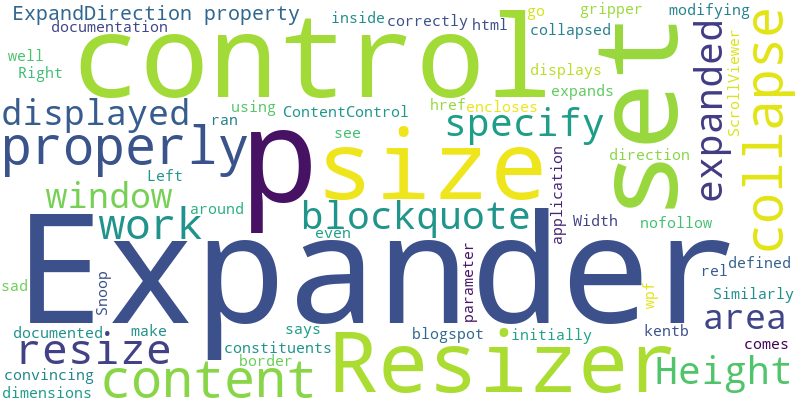 ExpandDirection property
documentation
inside
go
gripper
modifying
correctly
html
collapsed
control
set
collapse
well
Right
displays
expanded
ScrollViewer
expands
displayed
using
ContentControl
href
encloses
ran
specify
properly
p
size
see
direction
Left
window
application
work
around
blockquote
even
Width
nofollow
Expander
parameter
rel
defined
sad
Snoop
wpf
Similarly
area
documented
make
says
blogspot
initially
kentb
comes
resize
constituents
border
Resizer
Height
convincing
dimensions
content